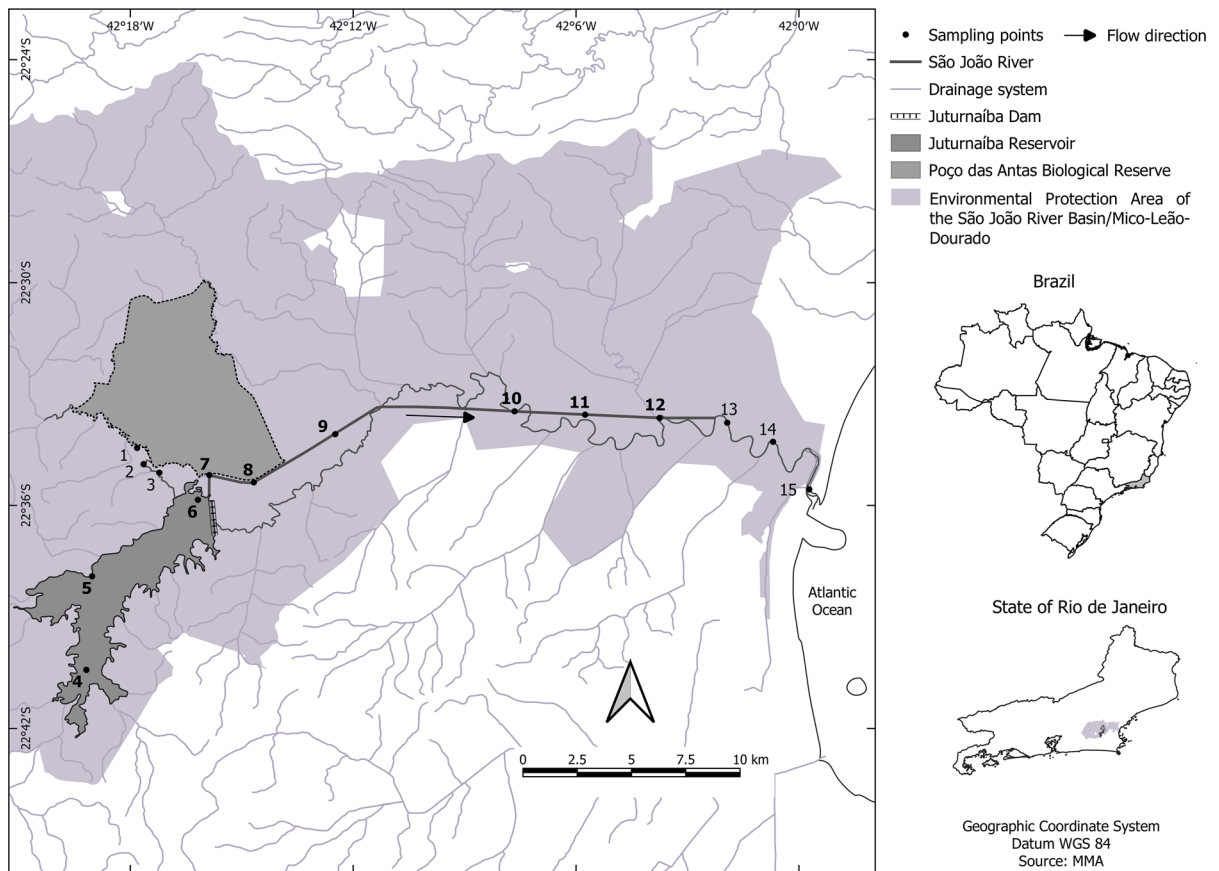 42°18'W 42°12'W 42°6'W 42°0'W
22°24'S
22°30'S
22°36'S
22°42'S
1
2
3
4
5
6
7
8
9
10
11
12
13
14
15
Atlantic
Ocean
0 2.5 5 7.5 10 km
Sampling points
Flow direction
São João River
Drainage system
Juturnaíba Dam
Juturnaíba Reservoir
Poço das Antas Biological Reserve
Environmental Protection Area of
the São João River Basin/Mico-Leão-
Dourado
Brazil
State of Rio de Janeiro
Geographic Coordinate System
Datum WGS 84
Source: MMA